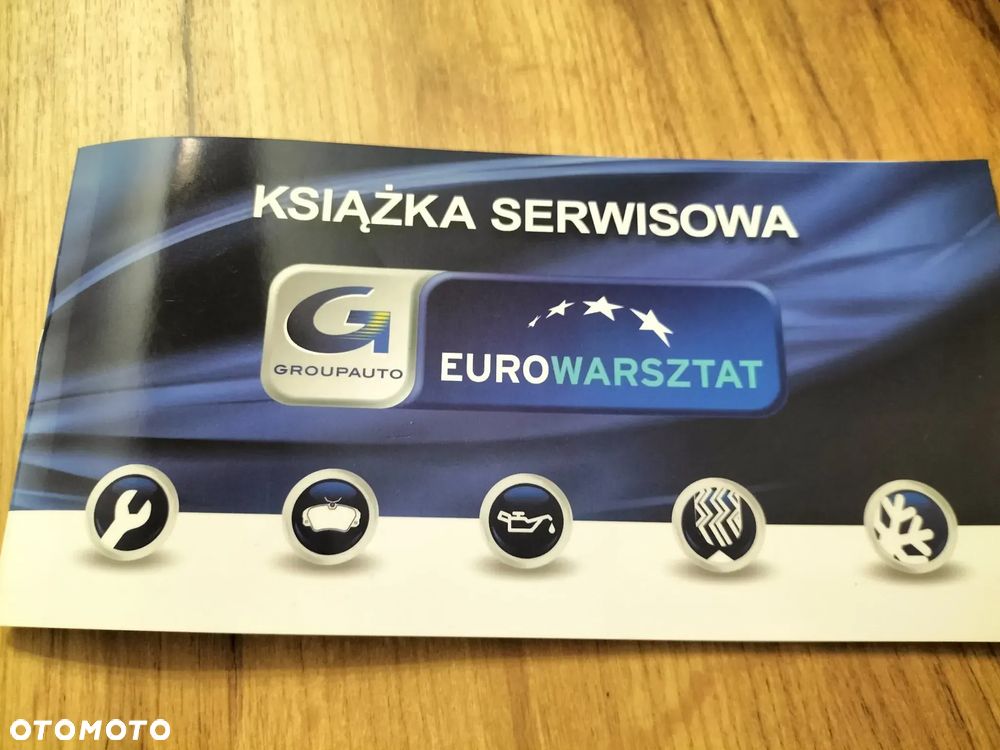 KSIĄŻKA SERWISOWA
G
GROUPAUTO
EUROWARSZTAT
OTOMOTO